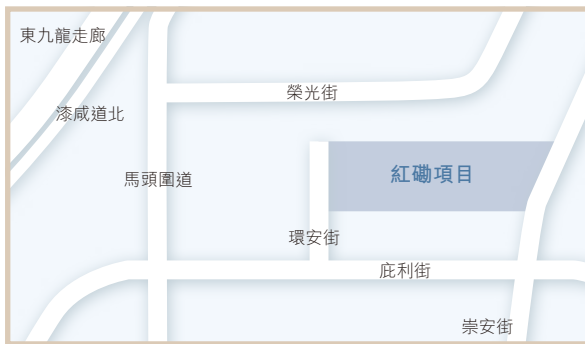 東九龍走廊
榮光街
漆咸道北
紅磡項目
馬頭圍道
環安街
庇利街
崇安街